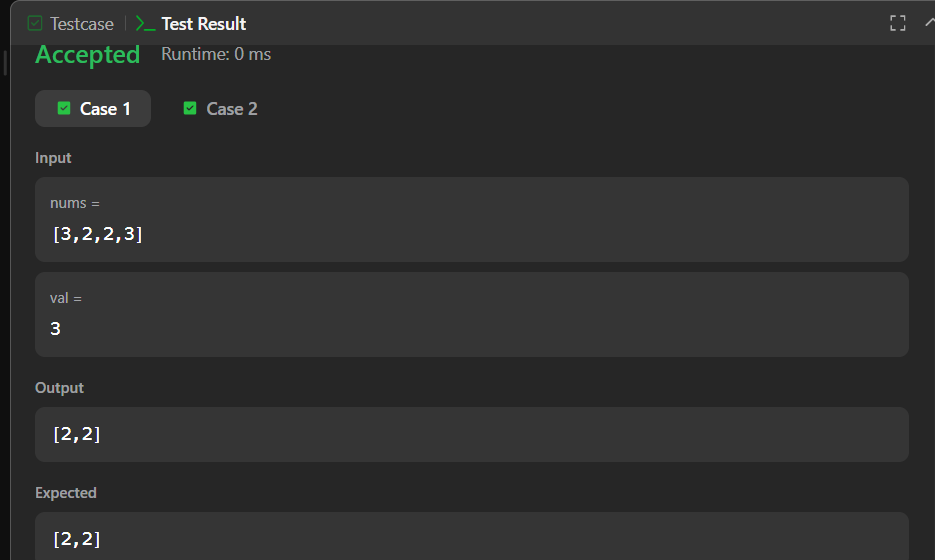 Testcase >_ Test Result
Accepted Runtime: 0 ms
Case 1 Case 2
Input
nums =
[3,2,2,3]
val =
3
Output
[2,2]
Expected
[2,2]